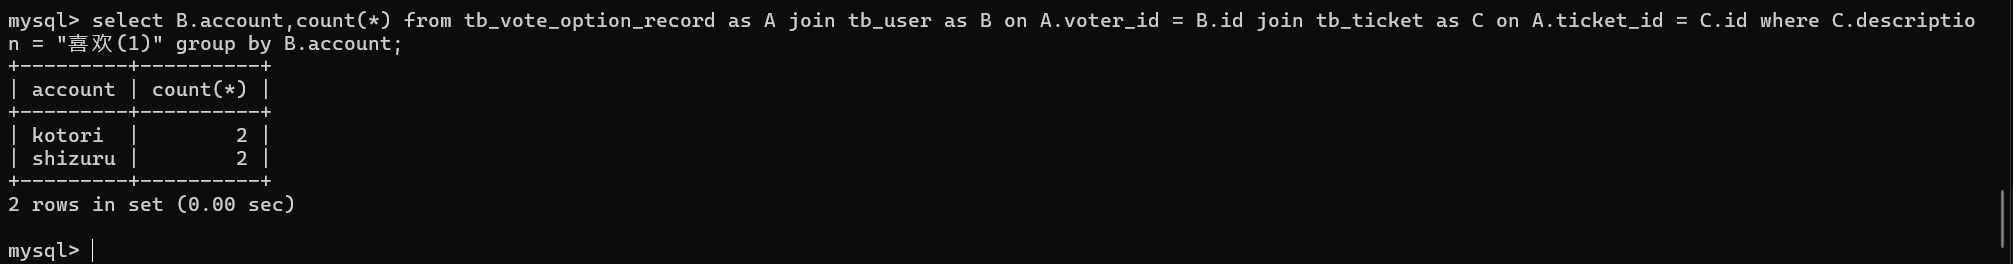 mysql> select B.account,count(*) from tb_vote_option_record as A join tb_user as B on A.voter_id = B.id join tb_ticket as C on A.ticket_id = C.id where C.descriptio
n = "喜欢(1)" group by B.account;
+---------+----------+
| account | count(*) |
+---------+----------+
| kotori  |        2 |
| shizuru |        2 |
+---------+----------+
2 rows in set (0.00 sec)
mysql>